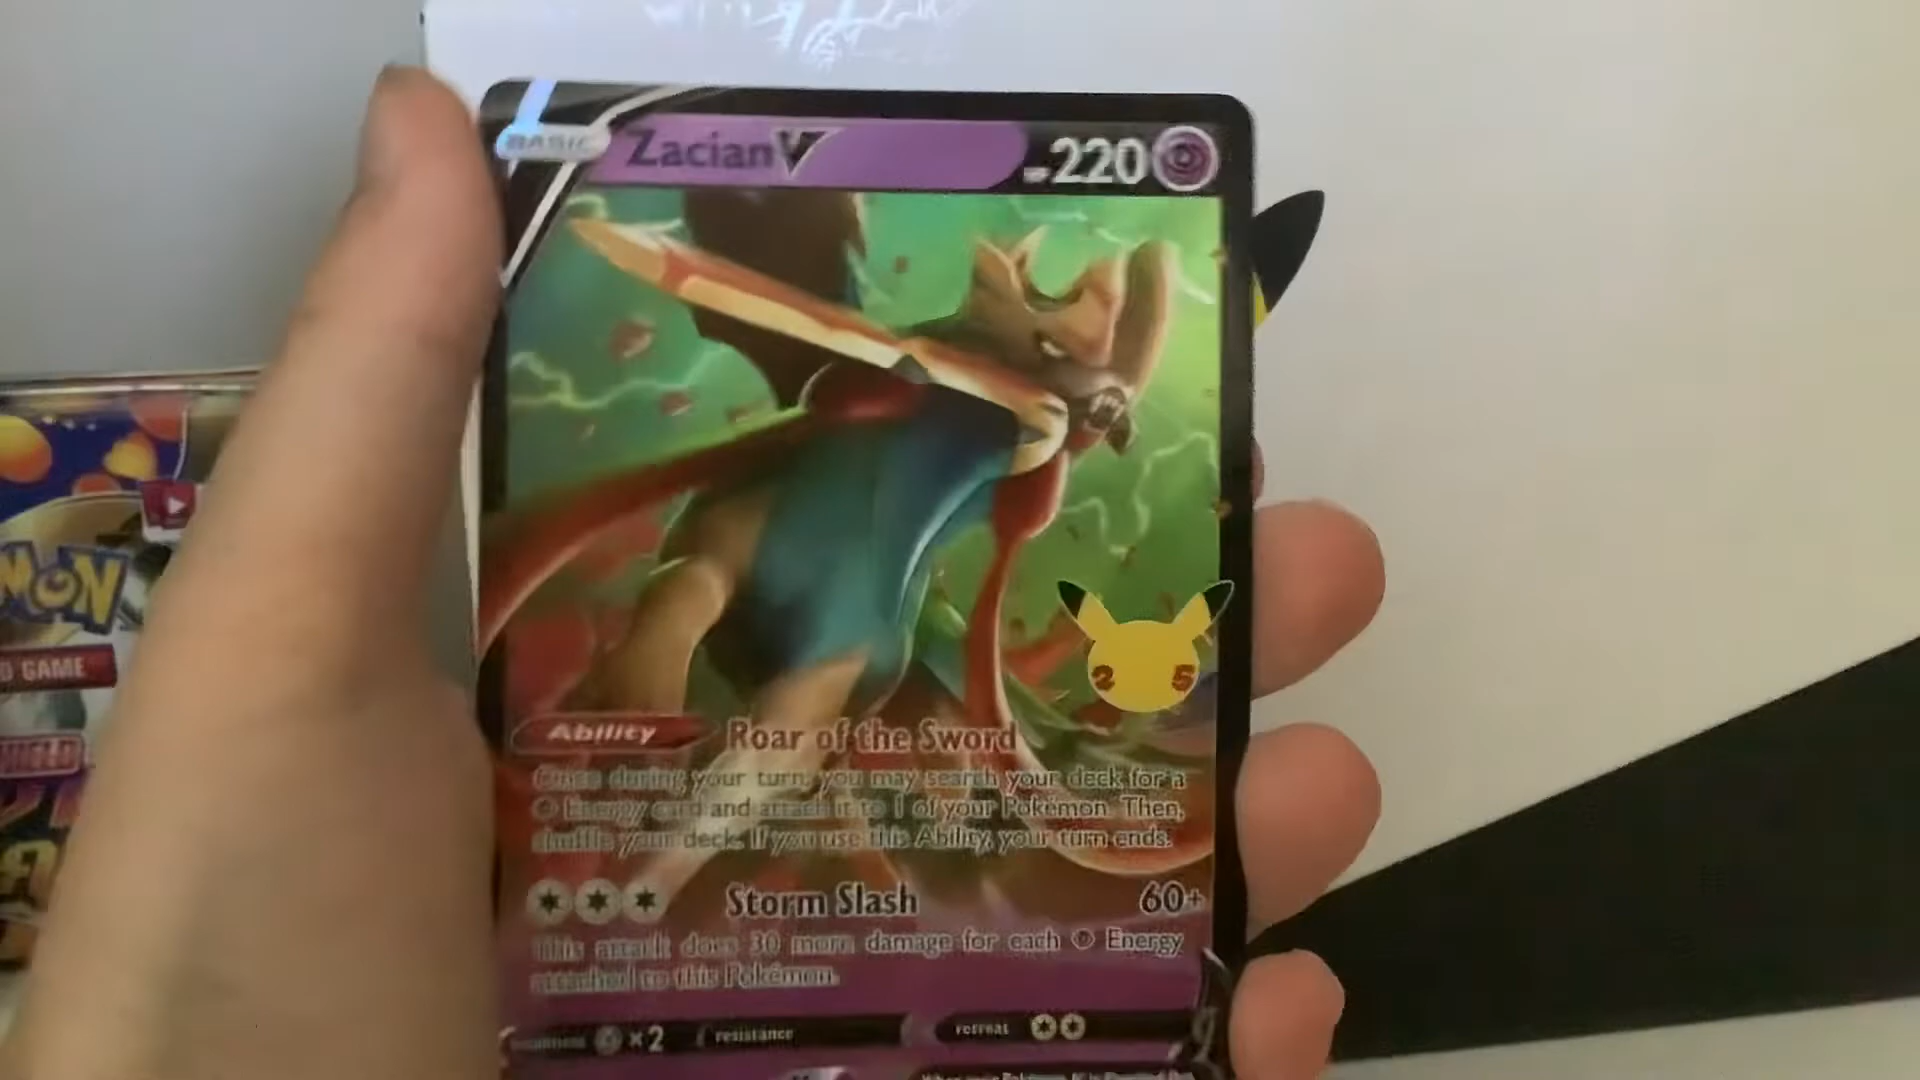 BASIC Zacian V HP 220
2 5
MON
D GAME
Ability Roar of the Sword
Once during your turn, you may search your deck for a
Energy card and attach it to 1 of your Pokémon. Then,
shuffle your deck. If you use this Ability, your turn ends.
Storm Slash 60+
This attack does 30 more damage for each Energy
attached to this Pokémon.
weakness ×2 resistance retreat